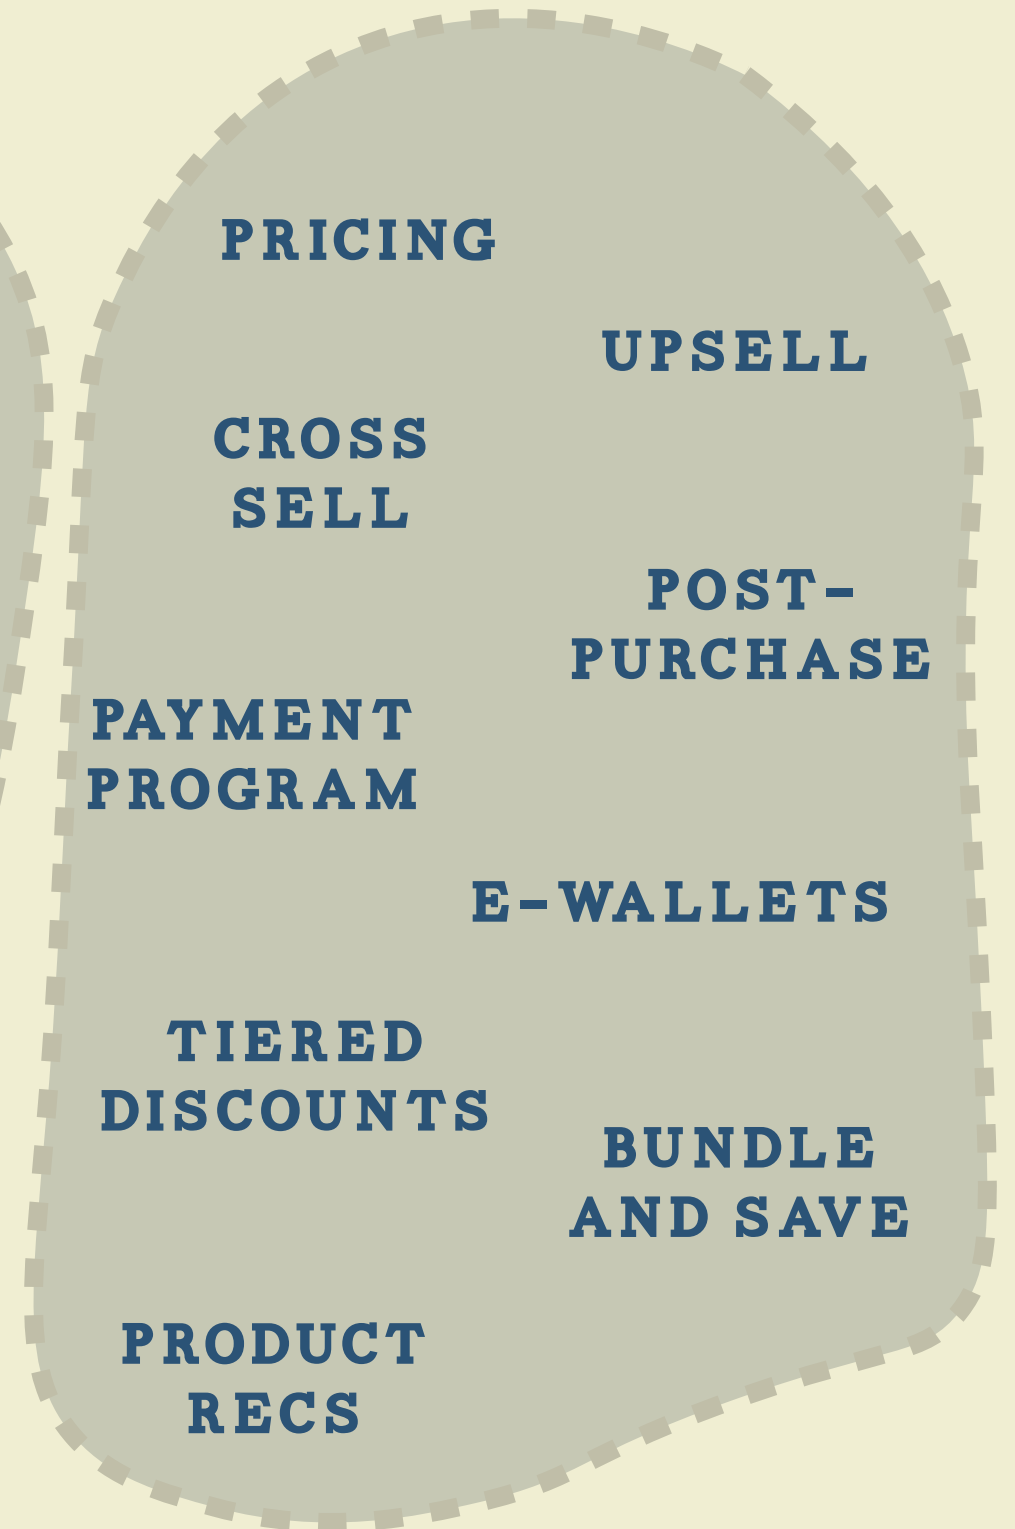 PRICING
UPSELL
CROSS
SELL
POST-
PURCHASE
PAYMENT
PROGRAM
E-WALLETS
TIERED
DISCOUNTS
BUNDLE
AND SAVE
PRODUCT
RECS